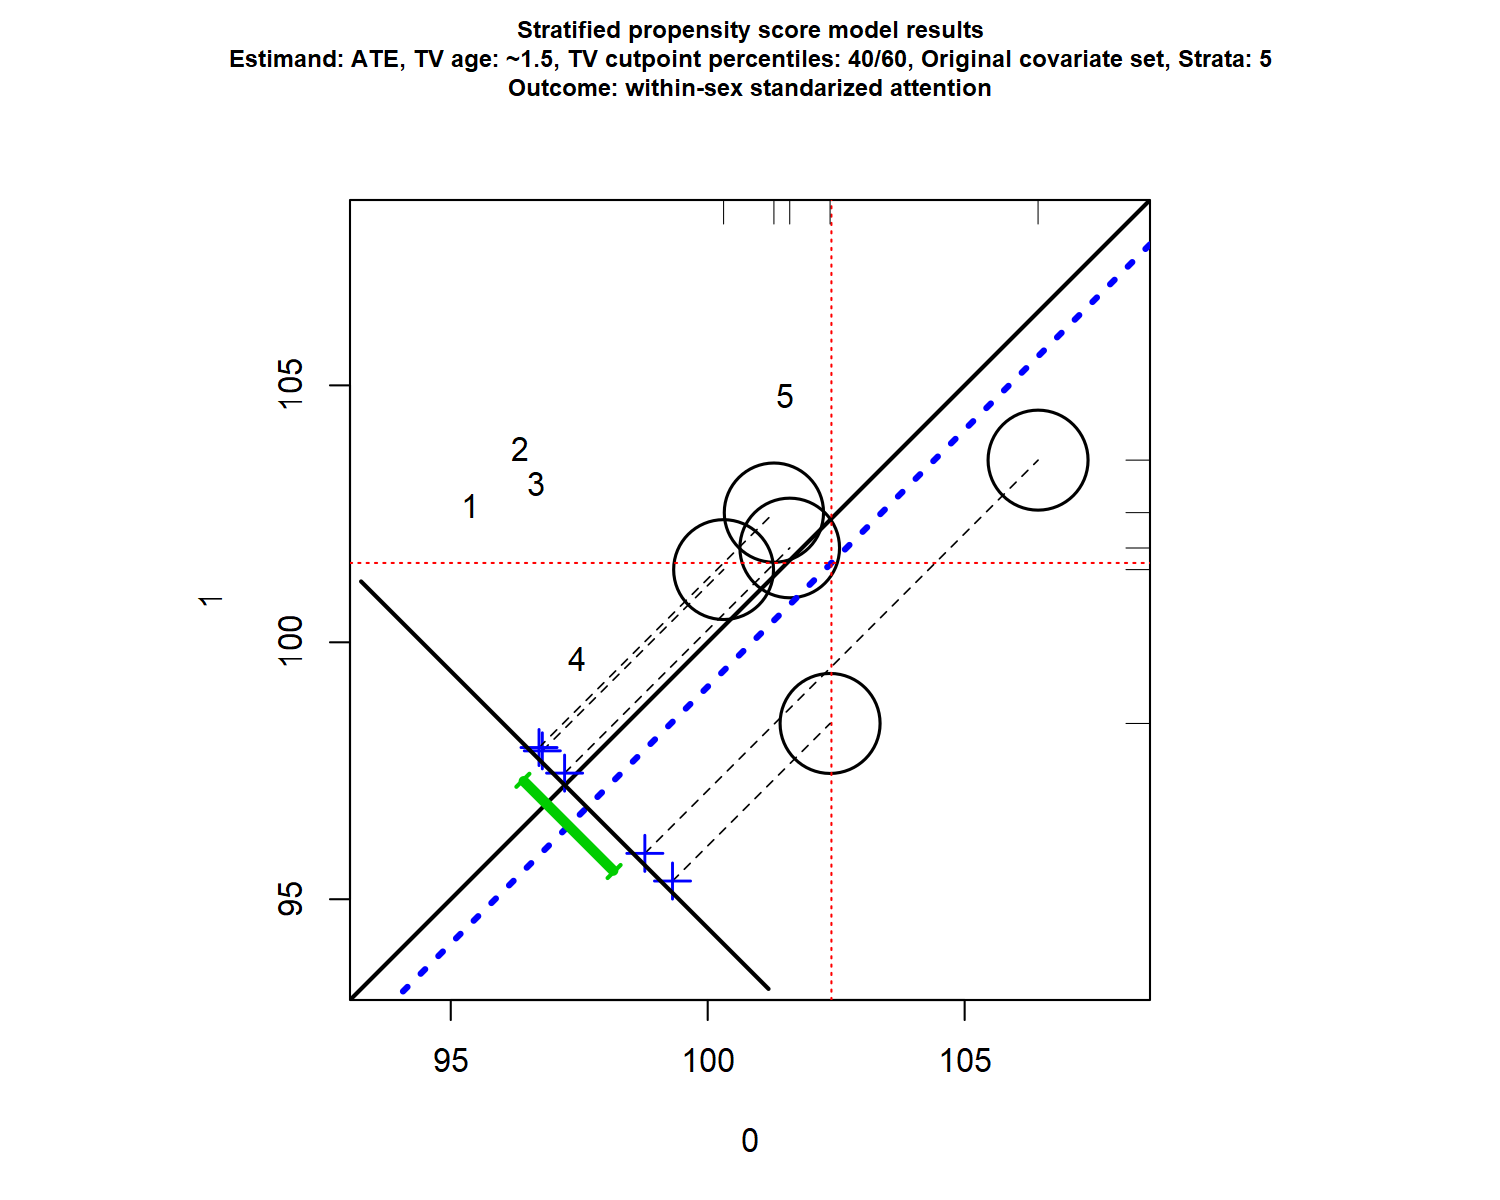 Stratified propensity score model results
Estimand: ATE, TV age: ~1.5, TV cutpoint percentiles: 40/60, Original covariate set, Strata: 5
Outcome: within-sex standarized attention
105
5
2
3
1
1
100
4
95
95 100 105
0